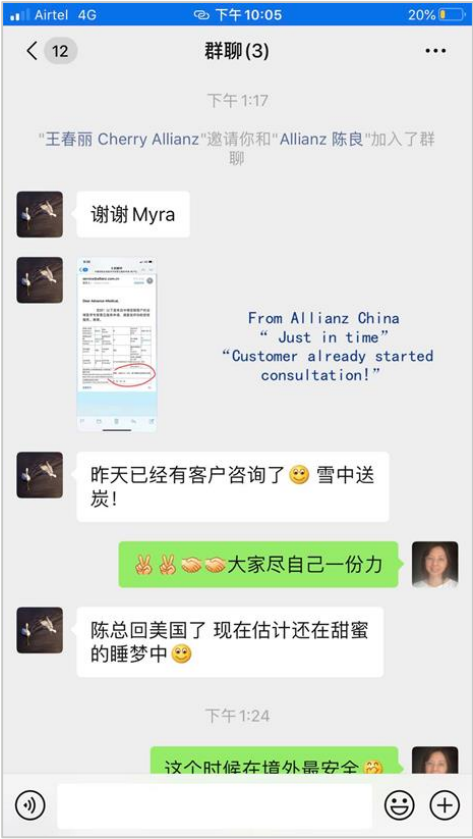 Airtel 4G
下午10:05
20%
12
群聊(3)
下午 1:17
"王春丽 Cherry Allianz"邀请你和"Allianz 陈良"加入了群
聊
谢谢Myra
From Allianz China
“ Just in time”
“Customer already started
consultation!”
昨天已经有客户咨询了 雪中送
炭!
大家尽自己一份力
陈总回美国了 现在估计还在甜蜜
的睡梦中
下午 1:24
这个时候在境外最安全